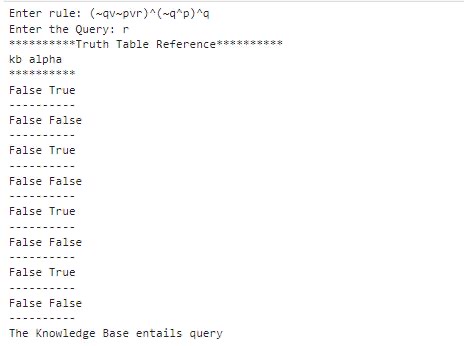 Enter rule: (~qv~pvr)^(~q^p)^q
Enter the Query: r
**********Truth Table Reference**********
kb alpha
**********
False True
----------
False False
----------
False True
----------
False False
----------
False True
----------
False False
----------
False True
----------
False False
----------
The Knowledge Base entails query